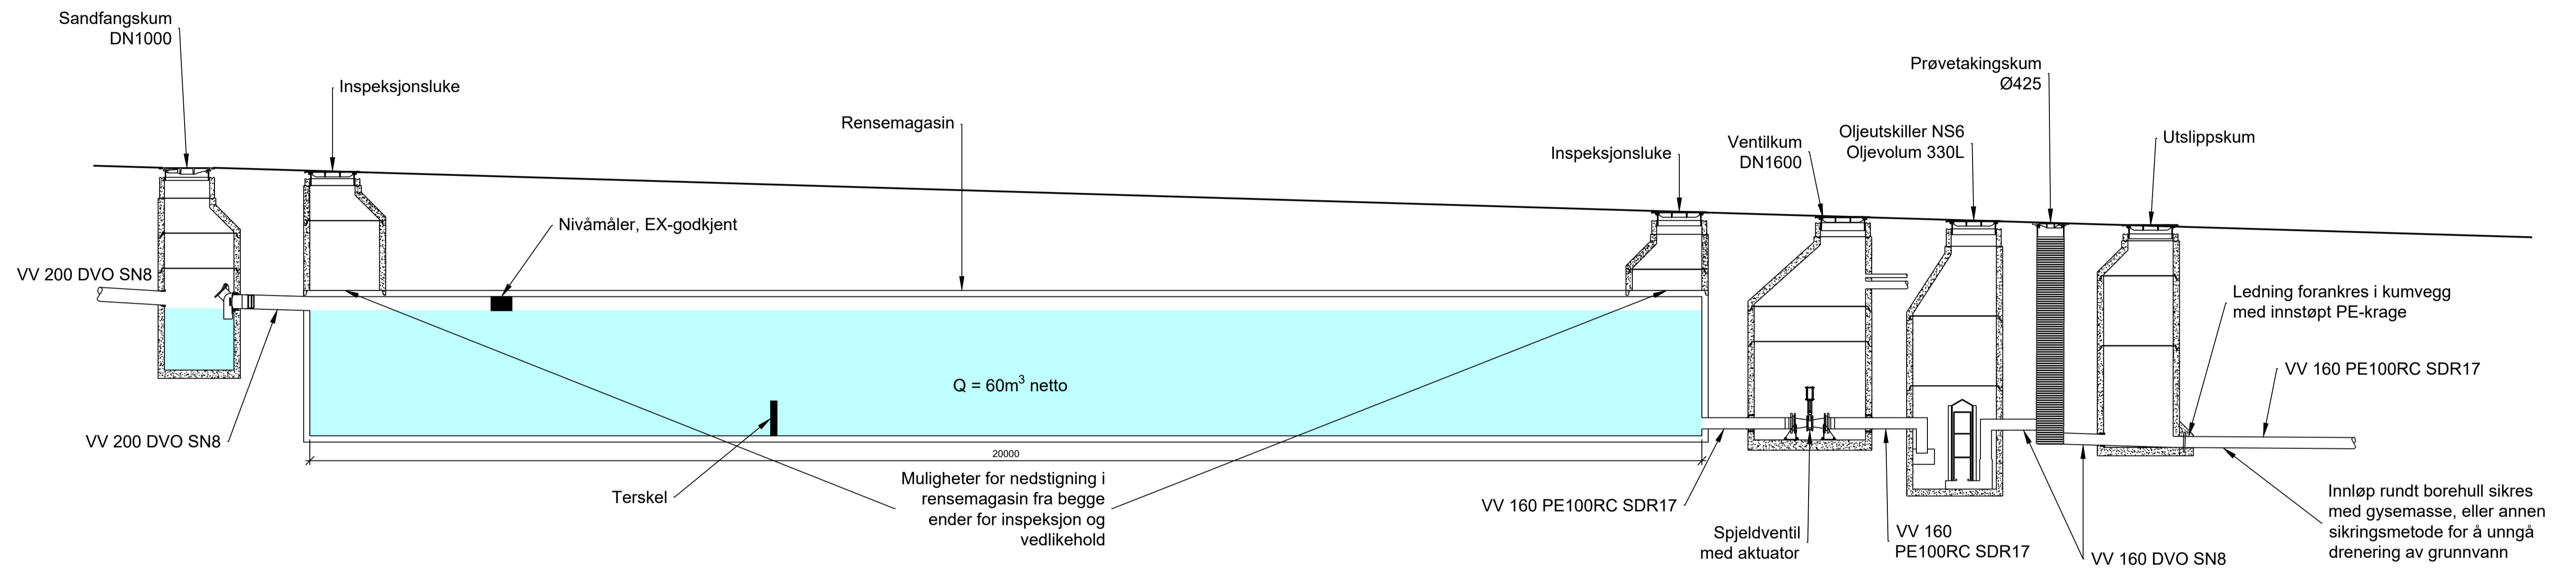 Sandfangskum
DN1000
Inspeksjonsluke
Rensemagasin
Inspeksjonsluke
Ventilkum
DN1600
Oljeutskiller NS6
Oljevolum 330L
Prøvetakingskum
Ø425
Utslippskum
Nivåmåler, EX-godkjent
VV 200 DVO SN8
Ledning forankres i kumvegg
med innstøpt PE-krage
VV 160 PE100RC SDR17
Q = 60m³ netto
VV 200 DVO SN8
20000
Terskel
Muligheter for nedstigning i
rensemagasin fra begge
ender for inspeksjon og
vedlikehold
VV 160 PE100RC SDR17
Spjeldventil
med aktuator
VV 160
PE100RC SDR17
VV 160 DVO SN8
Innløp rundt borehull sikres
med gysemasse, eller annen
sikringsmetode for å unngå
drenering av grunnvann